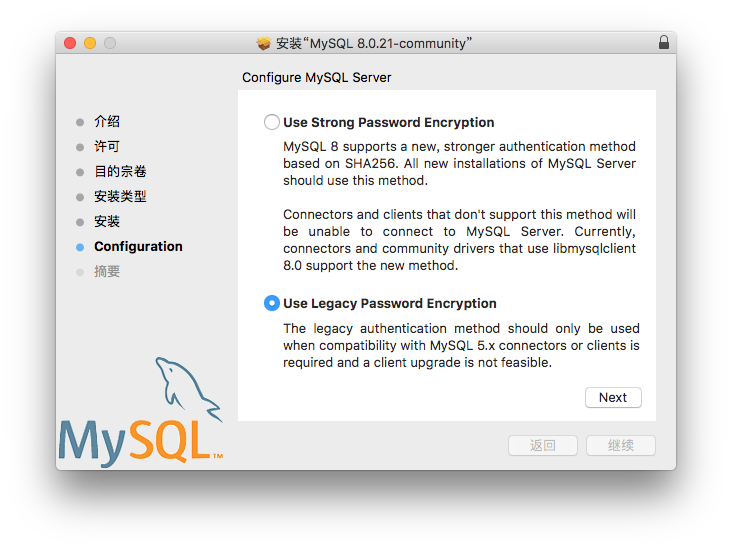 安装“MySQL 8.0.21-community”
Configure MySQL Server
介绍
许可
目的宗卷
安装类型
安装
Configuration
摘要
Use Strong Password Encryption
MySQL 8 supports a new, stronger authentication method
based on SHA256. All new installations of MySQL Server
should use this method.
Connectors and clients that don't support this method will
be unable to connect to MySQL Server. Currently,
connectors and community drivers that use libmysqlclient
8.0 support the new method.
Use Legacy Password Encryption
The legacy authentication method should only be used
when compatibility with MySQL 5.x connectors or clients is
required and a client upgrade is not feasible.
Next
MySQL™
返回
继续